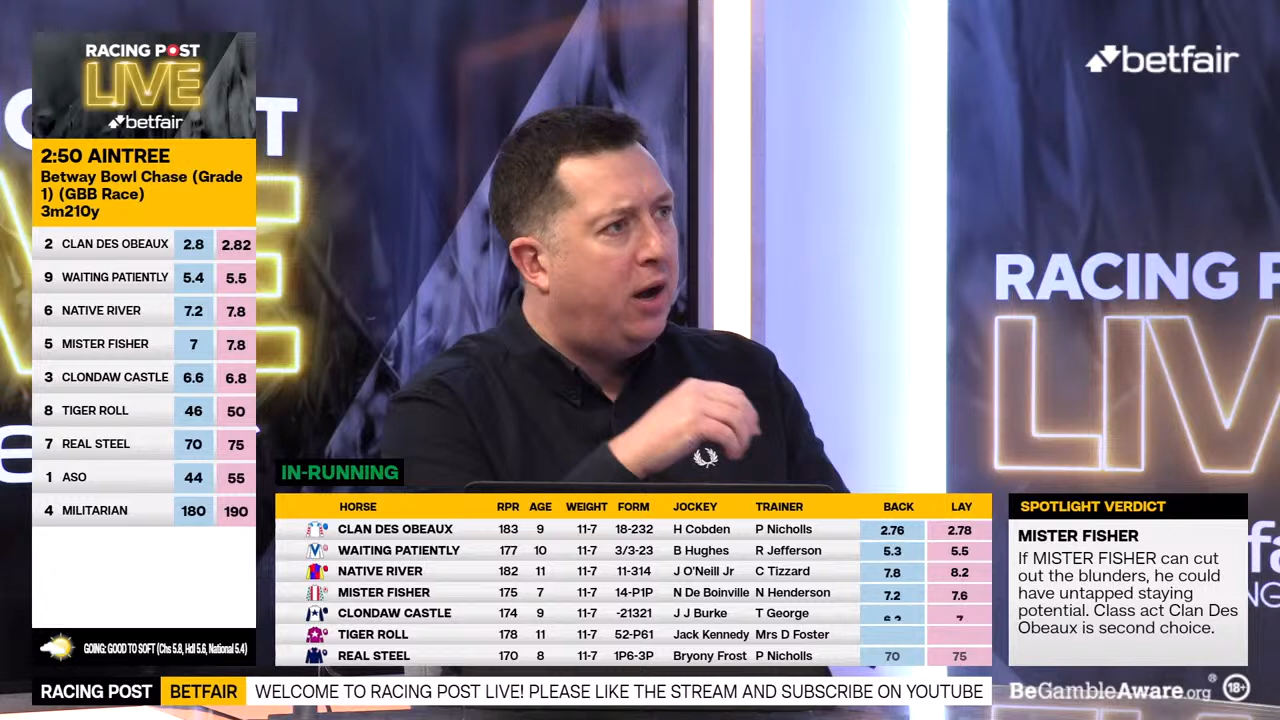 RACING POST
LIVE
betfair
2:50 AINTREE
Betway Bowl Chase (Grade
1) (GBB Race)
3m210y
2 CLAN DES OBEAUX 2.8 2.82
9 WAITING PATIENTLY 5.4 5.5
6 NATIVE RIVER 7.2 7.8
5 MISTER FISHER 7 7.8
3 CLONDAW CASTLE 6.6 6.8
8 TIGER ROLL 46 50
7 REAL STEEL 70 75
1 ASO 44 55
4 MILITARIAN 180 190
GOING: GOOD TO SOFT (Chs 5.8, Hdl 5.6, National 5.4)
betfair
RACING P
LIV
IN-RUNNING
HORSE RPR AGE WEIGHT FORM JOCKEY TRAINER BACK LAY
CLAN DES OBEAUX 183 9 11-7 18-232 H Cobden P Nicholls 2.76 2.78
WAITING PATIENTLY 177 10 11-7 3/3-23 B Hughes R Jefferson 5.3 5.5
NATIVE RIVER 182 11 11-7 11-314 J O'Neill Jr C Tizzard 7.8 8.2
MISTER FISHER 175 7 11-7 14-P1P N De Boinville N Henderson 7.2 7.6
CLONDAW CASTLE 174 9 11-7 -21321 J J Burke T George
TIGER ROLL 178 11 11-7 52-P61 Jack Kennedy Mrs D Foster
REAL STEEL 170 8 11-7 1P6-3P Bryony Frost P Nicholls 70 75
SPOTLIGHT VERDICT
MISTER FISHER
If MISTER FISHER can cut
out the blunders, he could
have untapped staying
potential. Class act Clan Des
Obeaux is second choice.
RACING POST BETFAIR WELCOME TO RACING POST LIVE! PLEASE LIKE THE STREAM AND SUBSCRIBE ON YOUTUBE
BeGambleAware.org® 18+